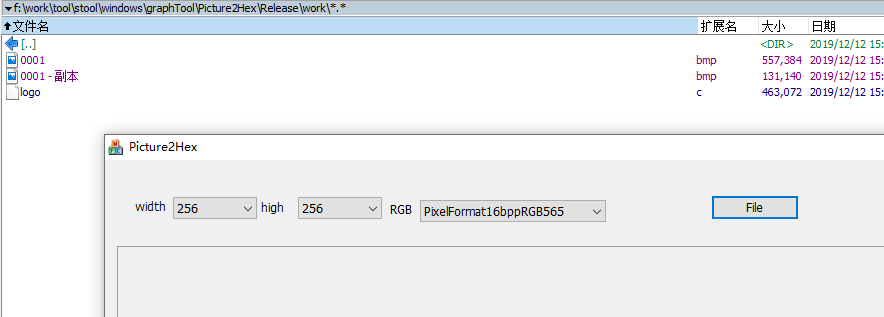 f:\work\tool\stool\windows\graphTool\Picture2Hex\Release\work\*.*
文件名 扩展名 大小 日期
[..] <DIR> 2019/12/12 15:
0001 bmp 557,384 2019/12/12 15:
0001 - 副本 bmp 131,140 2019/12/12 15:
logo c 463,072 2019/12/12 15:
Picture2Hex
width 256 high 256 RGB PixelFormat16bppRGB565 File